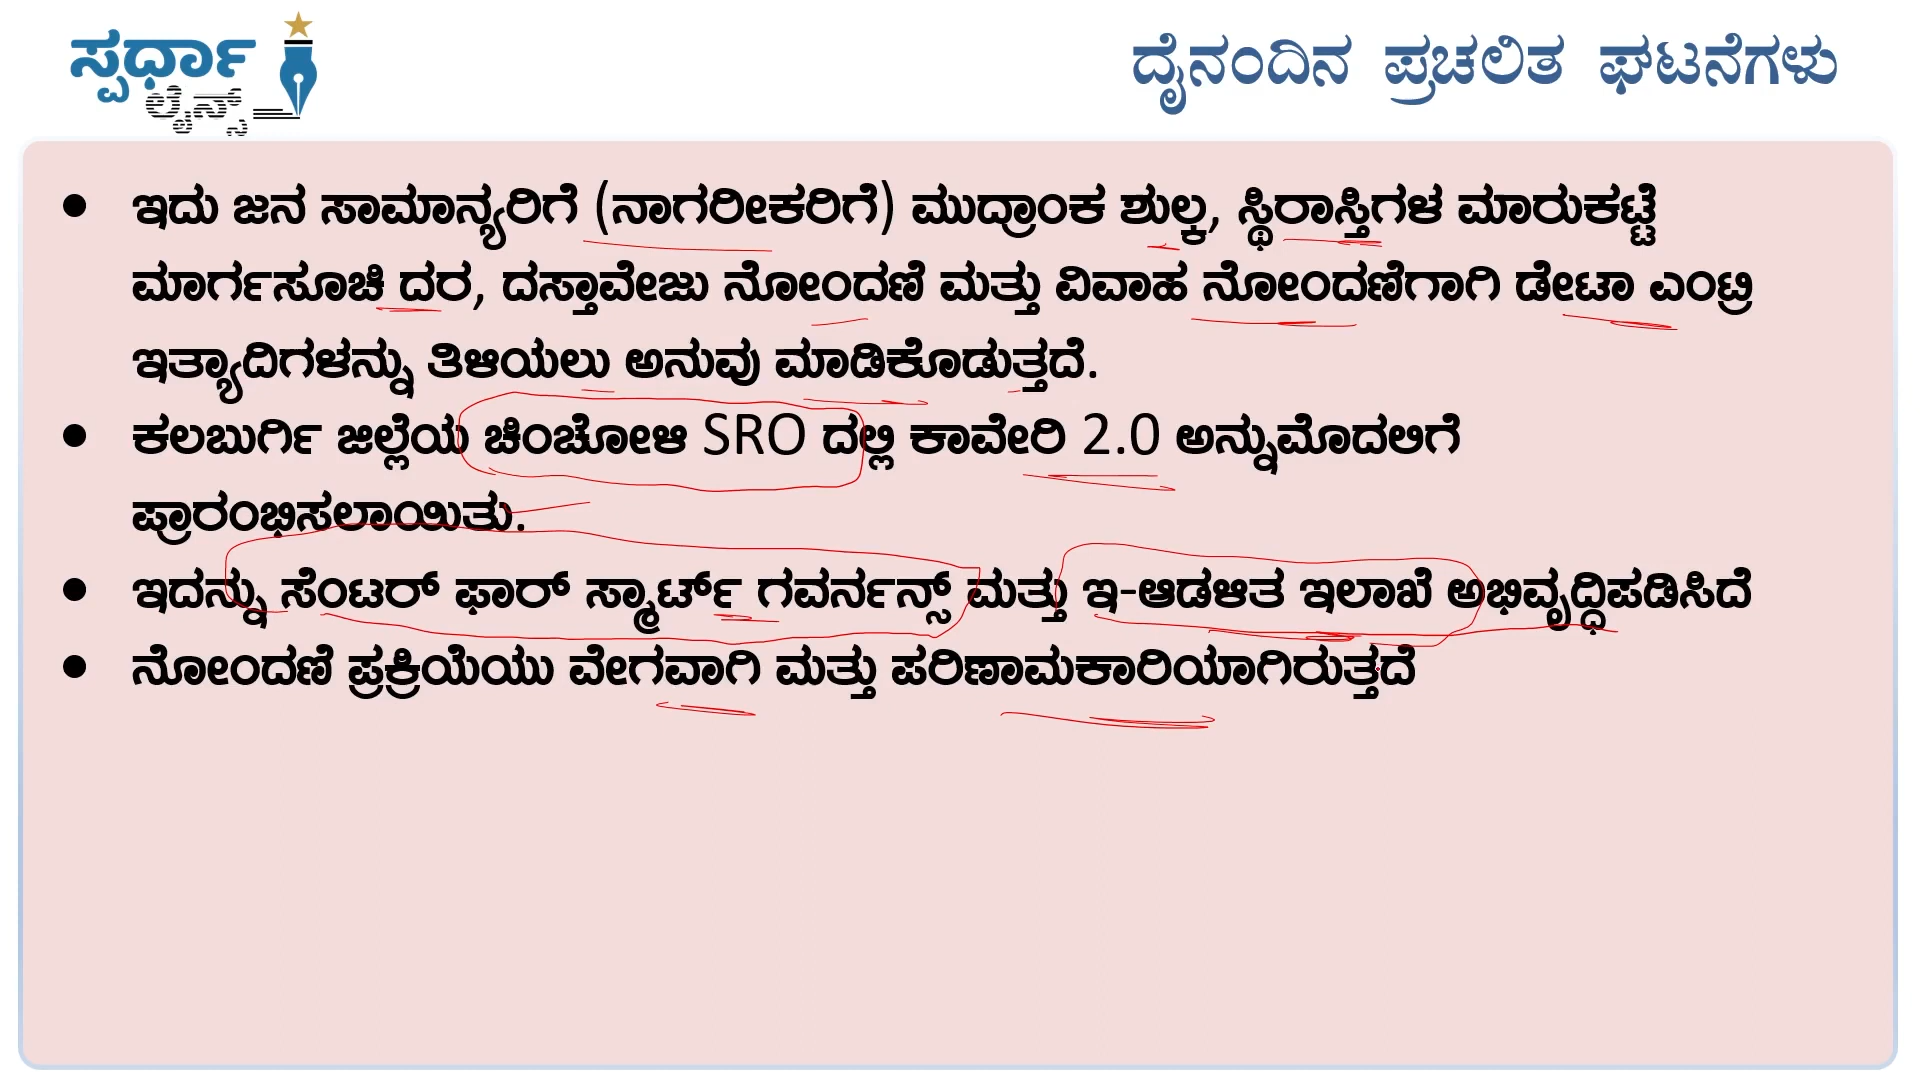 ಸ್ಪರ್ಧಾ
ಲೈನ್ಸ್
ದೈನಂದಿನ ಪ್ರಚಲಿತ ಘಟನೆಗಳು
● ಇದು ಜನ ಸಾಮಾನ್ಯರಿಗೆ (ನಾಗರೀಕರಿಗೆ) ಮುದ್ರಾಂಕ ಶುಲ್ಕ, ಸ್ಥಿರಾಸ್ತಿಗಳ ಮಾರುಕಟ್ಟೆ
ಮಾರ್ಗಸೂಚಿ ದರ, ದಸ್ತಾವೇಜು ನೋಂದಣಿ ಮತ್ತು ವಿವಾಹ ನೋಂದಣಿಗಾಗಿ ಡೇಟಾ ಎಂಟ್ರಿ
ಇತ್ಯಾದಿಗಳನ್ನು ತಿಳಿಯಲು ಅನುವು ಮಾಡಿಕೊಡುತ್ತದೆ.
● ಕಲಬುರ್ಗಿ ಜಿಲ್ಲೆಯ ಚಿಂಚೋಳಿ SRO ದಲ್ಲಿ ಕಾವೇರಿ 2.0 ಅನ್ನುಮೊದಲಿಗೆ
ಪ್ರಾರಂಭಿಸಲಾಯಿತು.
● ಇದನ್ನು ಸೆಂಟರ್ ಫಾರ್ ಸ್ಮಾರ್ಟ್ ಗವರ್ನನ್ಸ್ ಮತ್ತು ಇ-ಆಡಳಿತ ಇಲಾಖೆ ಅಭಿವೃದ್ಧಿಪಡಿಸಿದೆ
● ನೋಂದಣಿ ಪ್ರಕ್ರಿಯೆಯು ವೇಗವಾಗಿ ಮತ್ತು ಪರಿಣಾಮಕಾರಿಯಾಗಿರುತ್ತದೆ